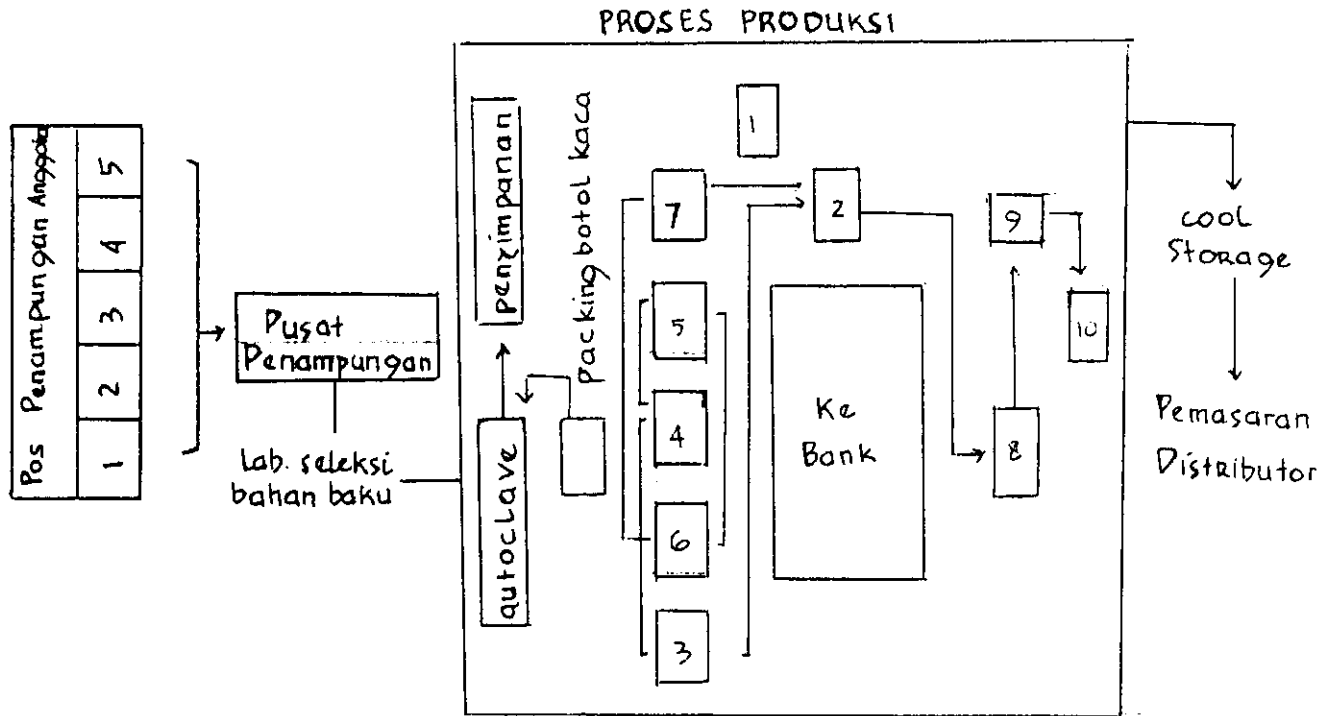 PROSES PRODUKSI
Pos Penampungan Anggota
1
2
3
4
5
Pusat
Penampungan
Lab. seleksi
bahan baku
penyimpanan
autoclave
packing botol kaca
1
7
2
9
5
10
4
Ke
Bank
8
6
3
cool
Storage
Pemasaran
Distributor